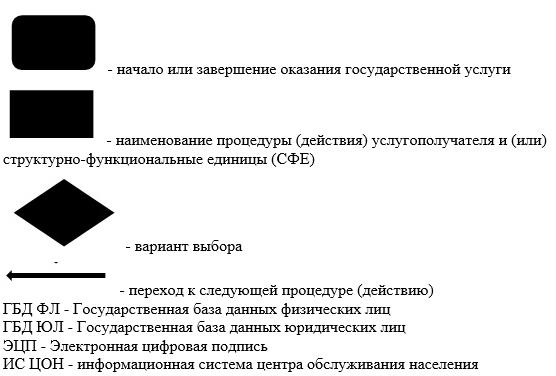 - начало или завершение оказания государственной услуги
- наименование процедуры (действия) услугополучателя и (или)
структурно-функциональные единицы (СФЕ)
- вариант выбора
- переход к следующей процедуре (действию)
ГБД ФЛ - Государственная база данных физических лиц
ГБД ЮЛ - Государственная база данных юридических лиц
ЭЦП - Электронная цифровая подпись
ИС ЦОН - информационная система центра обслуживания населения